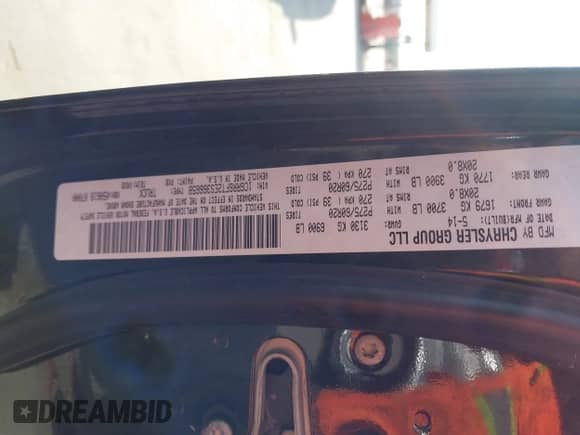 MFD BY CHRYSLER GROUP LLC
DATE OF MFR(BUILT): 5-14 GVWR: 3130 KG 6900 LB
GAWR FRONT: 1679 KG 3700 LB TIRES P275/60R20
20X8.0 RIMS AT 270 KPA( 39 PSI) COLD
GAWR REAR: 1770 KG 3900 LB TIRES P275/60R20
20X8.0 RIMS AT 270 KPA( 39 PSI) COLD
THIS VEHICLE CONFORMS TO ALL APPLICABLE U.S.A. FEDERAL MOTOR VEHICLE SAFETY
STANDARDS IN EFFECT ON THE DATE OF MANUFACTURE SHOWN ABOVE.
VIN: TYPE: TRUCK
VEHICLE MADE IN U.S.A. PNT: TRIM:
DREAMBID